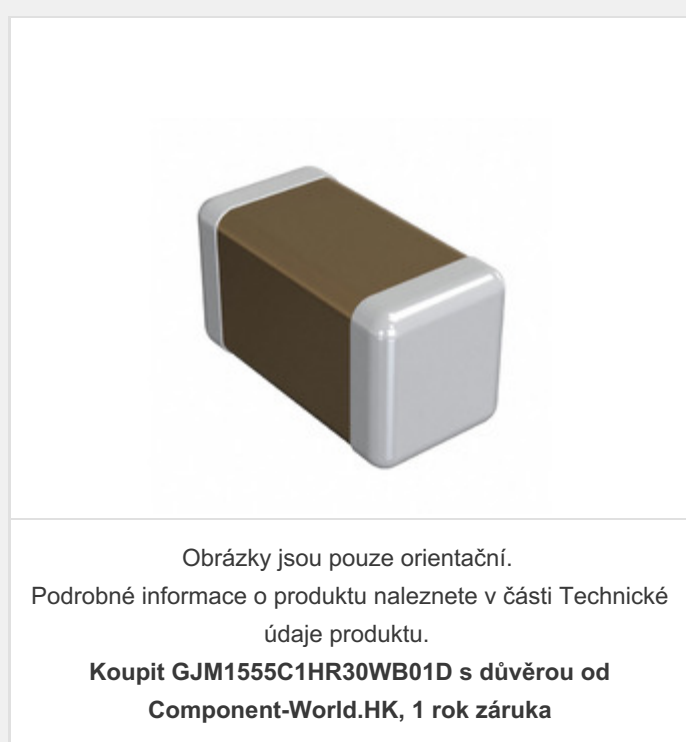 Obrázky jsou pouze orientační.
Podrobné informace o produktu naleznete v části Technické
údaje produktu.
Koupit GJM1555C1HR30WB01D s důvěrou od
Component-World.HK, 1 rok záruka